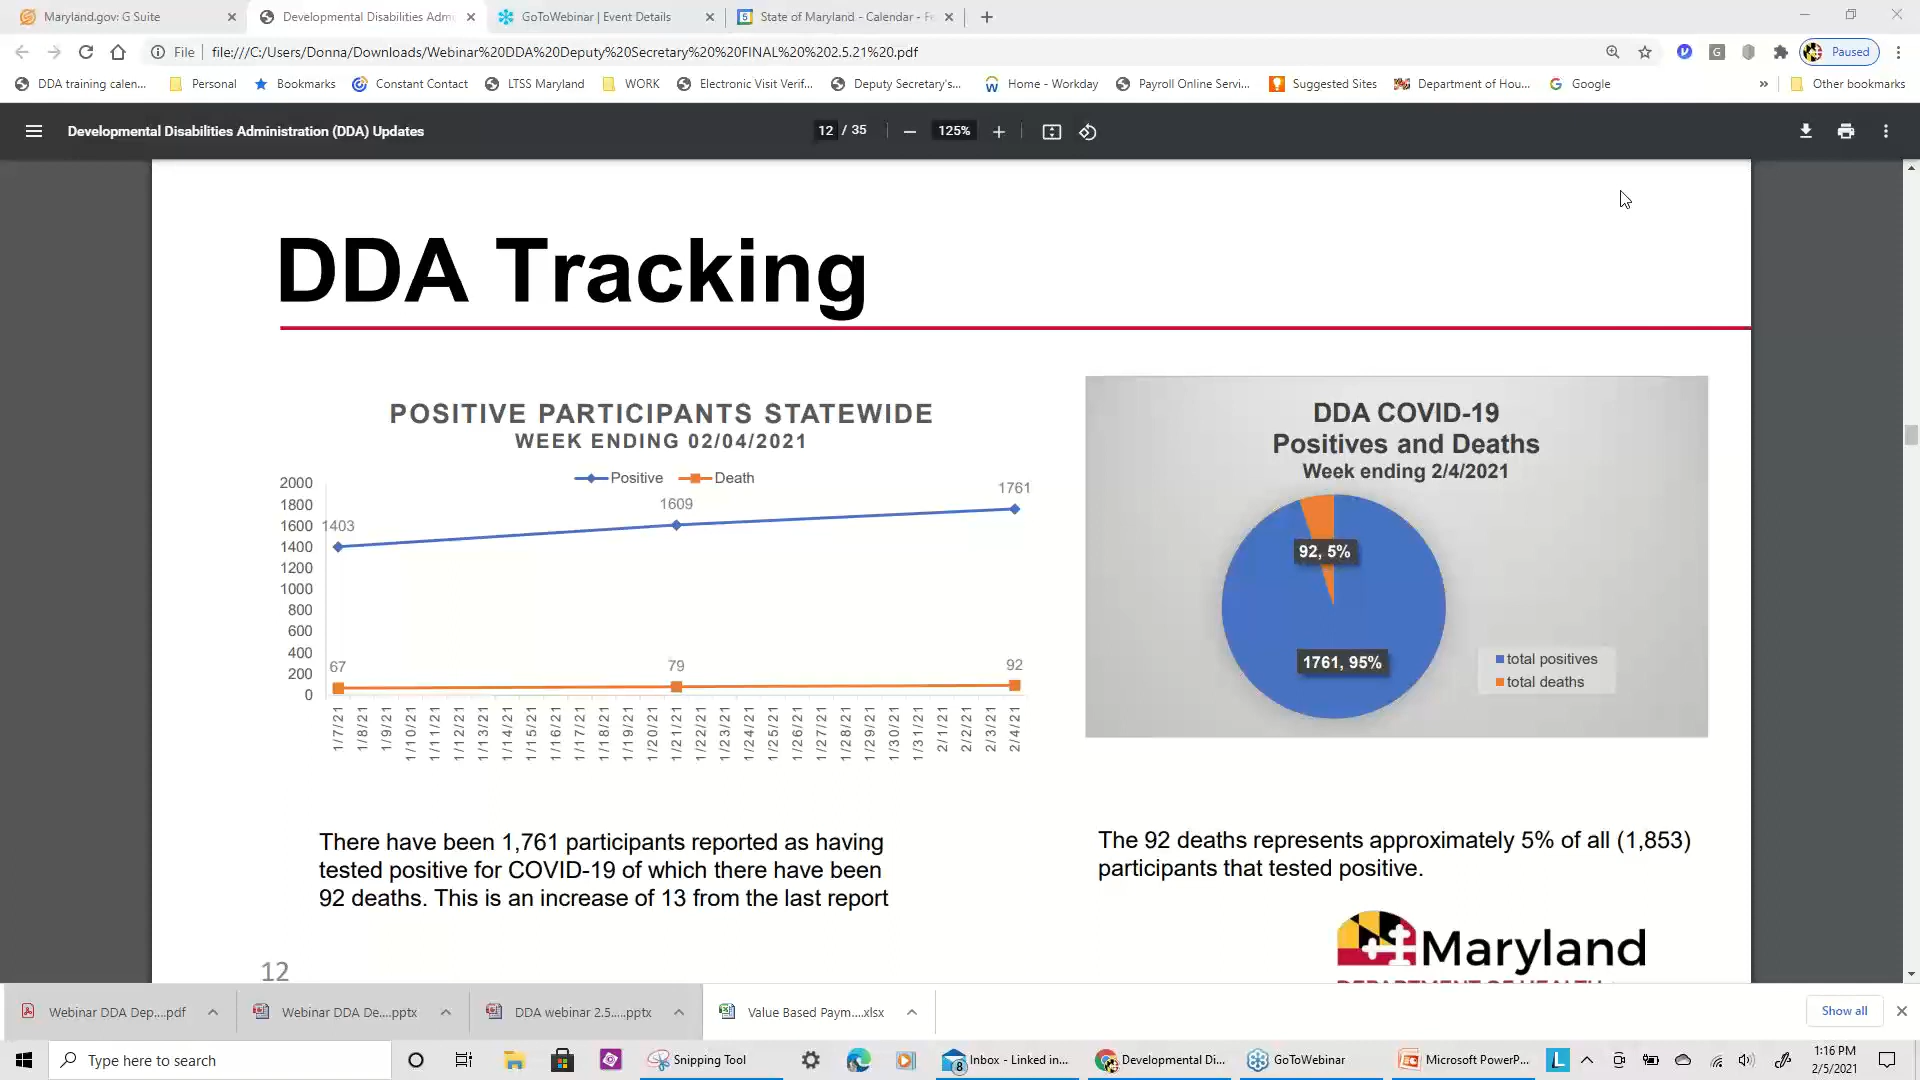 Maryland.gov: G Suite
Developmental Disabilities Adm
GoToWebinar | Event Details
State of Maryland - Calendar - Fe
File
file:///C:/Users/Donna/Downloads/Webinar%20DDA%20Deputy%20Secretary%20%20FINAL%20%202.5.21%20.pdf
Paused
DDA training calen...
Personal
Bookmarks
Constant Contact
LTSS Maryland
WORK
Electronic Visit Verif...
Deputy Secretary's...
Home - Workday
Payroll Online Servi...
Suggested Sites
Department of Hou...
Google
»
Other bookmarks
Developmental Disabilities Administration (DDA) Updates
12 / 35
125%
DDA Tracking
POSITIVE PARTICIPANTS STATEWIDE
WEEK ENDING 02/04/2021
Positive
Death
2000
1800
1600
1400
1200
1000
800
600
400
200
0
1403
1609
1761
67
79
92
1/7/21
1/8/21
1/9/21
1/10/21
1/11/21
1/12/21
1/13/21
1/14/21
1/15/21
1/16/21
1/17/21
1/18/21
1/19/21
1/20/21
1/21/21
1/22/21
1/23/21
1/24/21
1/25/21
1/26/21
1/27/21
1/28/21
1/29/21
1/30/21
1/31/21
2/1/21
2/2/21
2/3/21
2/4/21
DDA COVID-19
Positives and Deaths
Week ending 2/4/2021
92, 5%
1761, 95%
total positives
total deaths
There have been 1,761 participants reported as having
tested positive for COVID-19 of which there have been
92 deaths. This is an increase of 13 from the last report
The 92 deaths represents approximately 5% of all (1,853)
participants that tested positive.
Maryland
DEPARTMENT OF HEALTH
12
Webinar DDA Dep....pdf
Webinar DDA De....pptx
DDA webinar 2.5.....pptx
Value Based Paym....xlsx
Show all
Type here to search
Snipping Tool
8
Inbox - Linked in...
Developmental Di...
GoToWebinar
Microsoft PowerP...
L
1:16 PM
2/5/2021